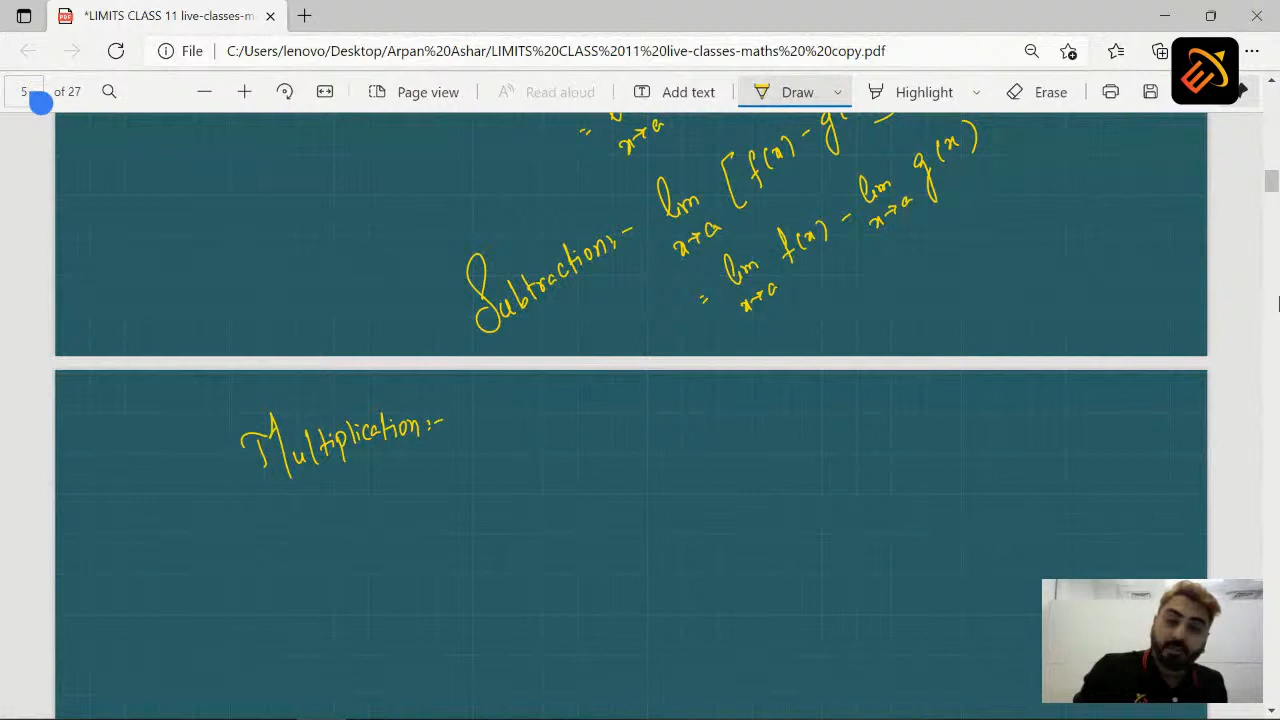 *LIMITS CLASS 11 live-classes-m
File C:/Users/lenovo/Desktop/Arpan%20Ashar/LIMITS%20CLASS%2011%20live-classes-maths%20%20copy.pdf
5 of 27 Page view Read aloud Add text Draw Highlight Erase
= x→a
Subtraction:- lim x→a [f(x) - g(
= lim x→a f(x) - lim x→a g(x)
Multiplication:-